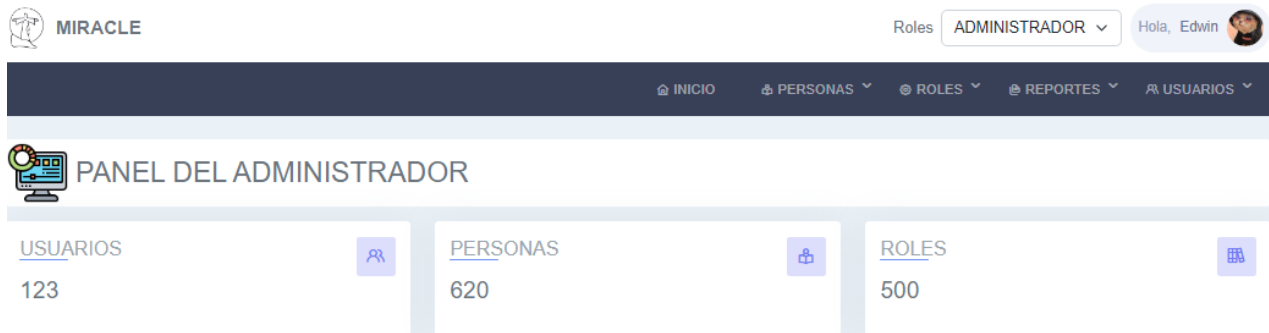 MIRACLE
Roles ADMINISTRADOR Hola, Edwin
INICIO PERSONAS ROLES REPORTES USUARIOS
PANEL DEL ADMINISTRADOR
USUARIOS PERSONAS ROLES
123 620 500